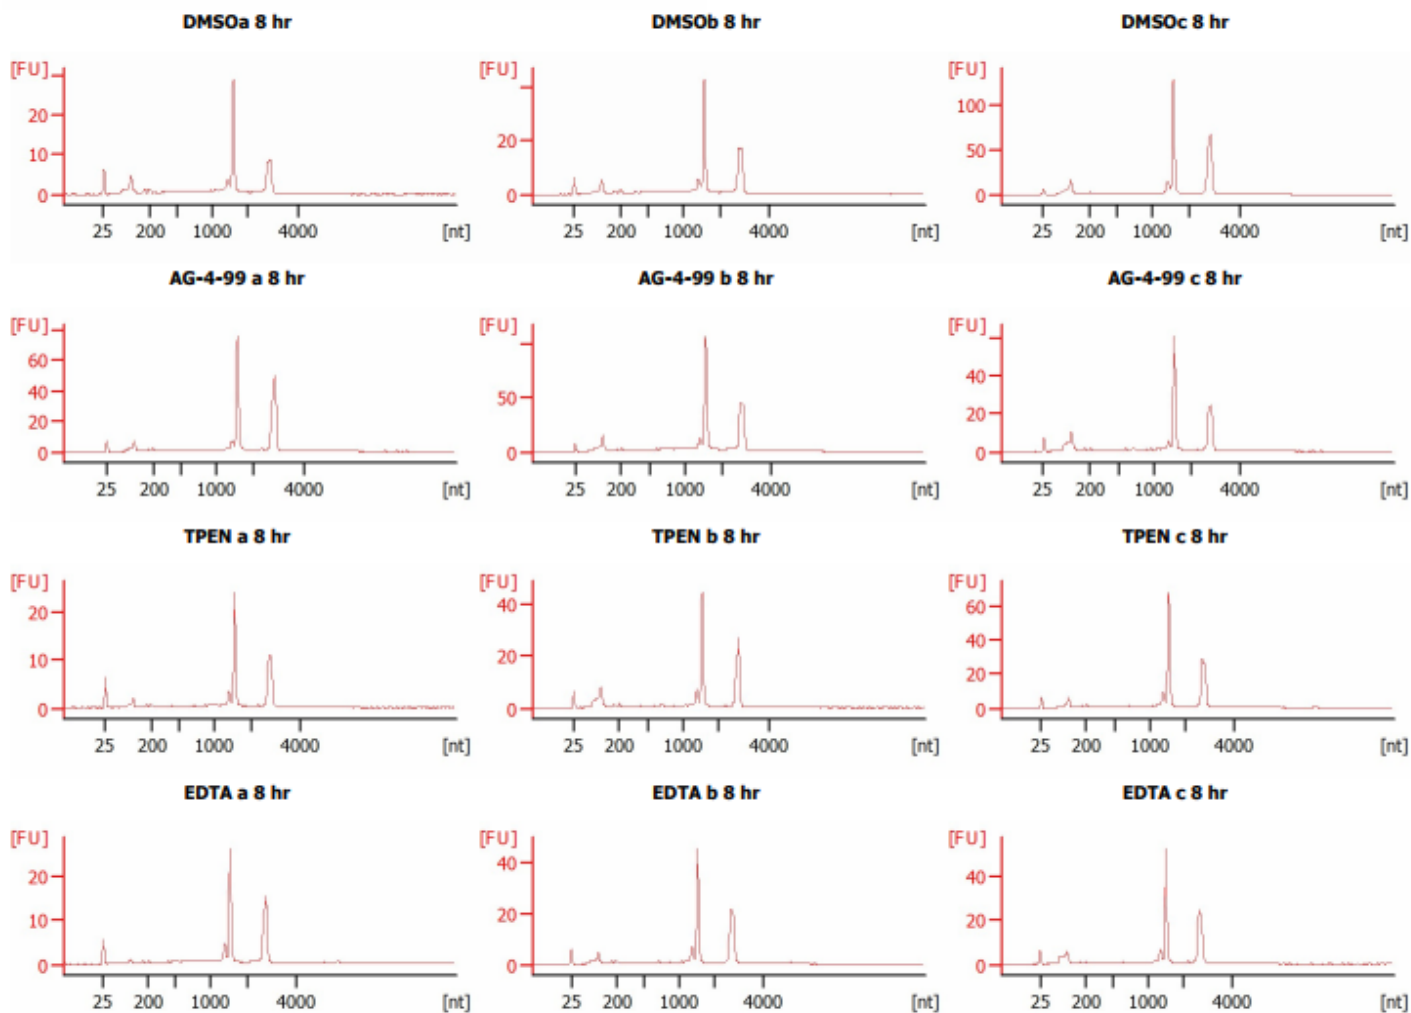 DMSOa 8 hr
[FU]
20
10
0
25 200 1000 4000 [nt]
DMSOb 8 hr
[FU]
20
0
25 200 1000 4000 [nt]
DMSOc 8 hr
[FU]
100
50
0
25 200 1000 4000 [nt]
AG-4-99 a 8 hr
[FU]
60
40
20
0
25 200 1000 4000 [nt]
AG-4-99 b 8 hr
[FU]
50
0
25 200 1000 4000 [nt]
AG-4-99 c 8 hr
[FU]
40
20
0
25 200 1000 4000 [nt]
TPEN a 8 hr
[FU]
20
10
0
25 200 1000 4000 [nt]
TPEN b 8 hr
[FU]
40
20
0
25 200 1000 4000 [nt]
TPEN c 8 hr
[FU]
60
40
20
0
25 200 1000 4000 [nt]
EDTA a 8 hr
[FU]
20
10
0
25 200 1000 4000 [nt]
EDTA b 8 hr
[FU]
40
20
0
25 200 1000 4000 [nt]
EDTA c 8 hr
[FU]
40
20
0
25 200 1000 4000 [nt]